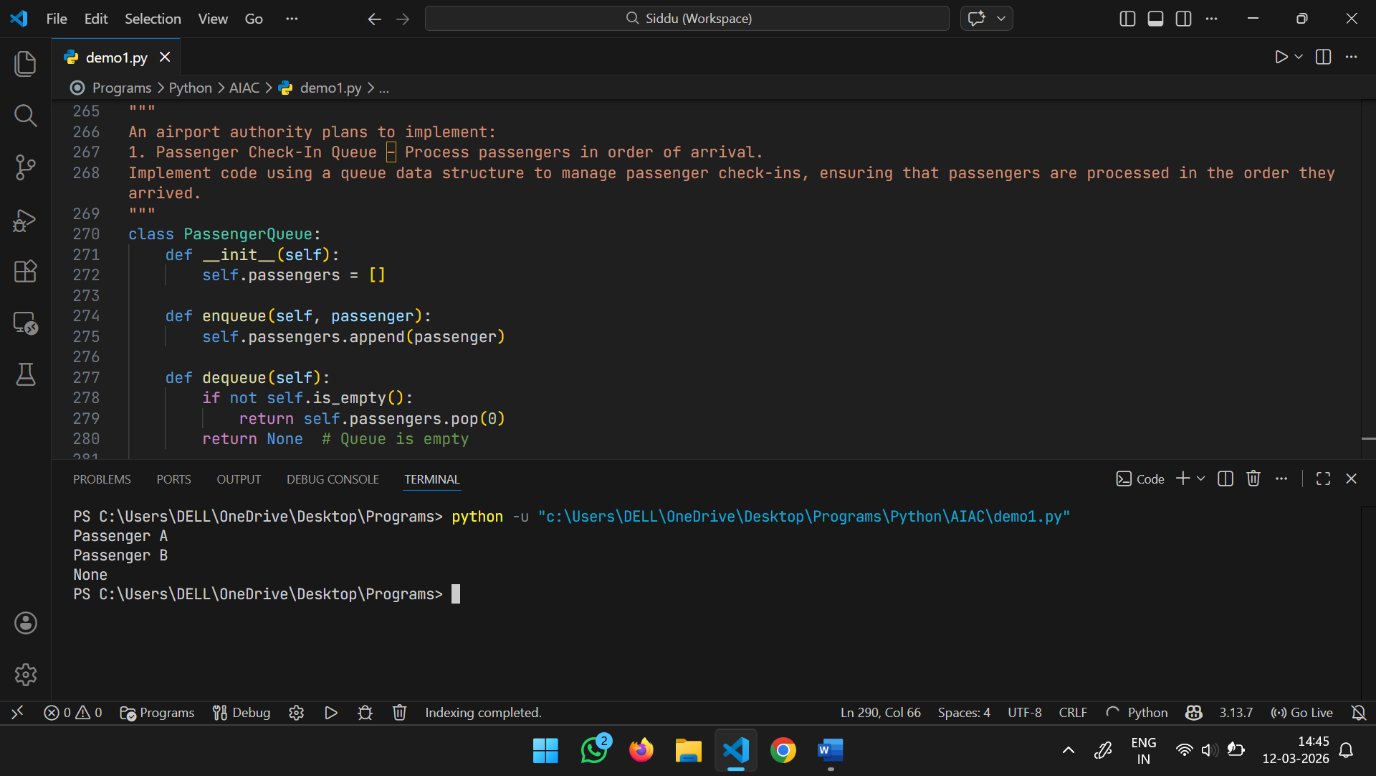 File Edit Selection View Go ··· Siddu (Workspace)
demo1.py
Programs > Python > AIAC > demo1.py > ...
265 """
266 An airport authority plans to implement:
267 1. Passenger Check-In Queue – Process passengers in order of arrival.
268 Implement code using a queue data structure to manage passenger check-ins, ensuring that passengers are processed in the order they
arrived.
269 """
270 class PassengerQueue:
271     def __init__(self):
272         self.passengers = []
273
274     def enqueue(self, passenger):
275         self.passengers.append(passenger)
276
277     def dequeue(self):
278         if not self.is_empty():
279             return self.passengers.pop(0)
280         return None  # Queue is empty
281
PROBLEMS PORTS OUTPUT DEBUG CONSOLE TERMINAL Code
PS C:\Users\DELL\OneDrive\Desktop\Programs> python -u "c:\Users\DELL\OneDrive\Desktop\Programs\Python\AIAC\demo1.py"
Passenger A
Passenger B
None
PS C:\Users\DELL\OneDrive\Desktop\Programs>
0 0 Programs Debug Indexing completed. Ln 290, Col 66 Spaces: 4 UTF-8 CRLF Python 3.13.7 Go Live
2 W ENG 14:45
IN 12-03-2026